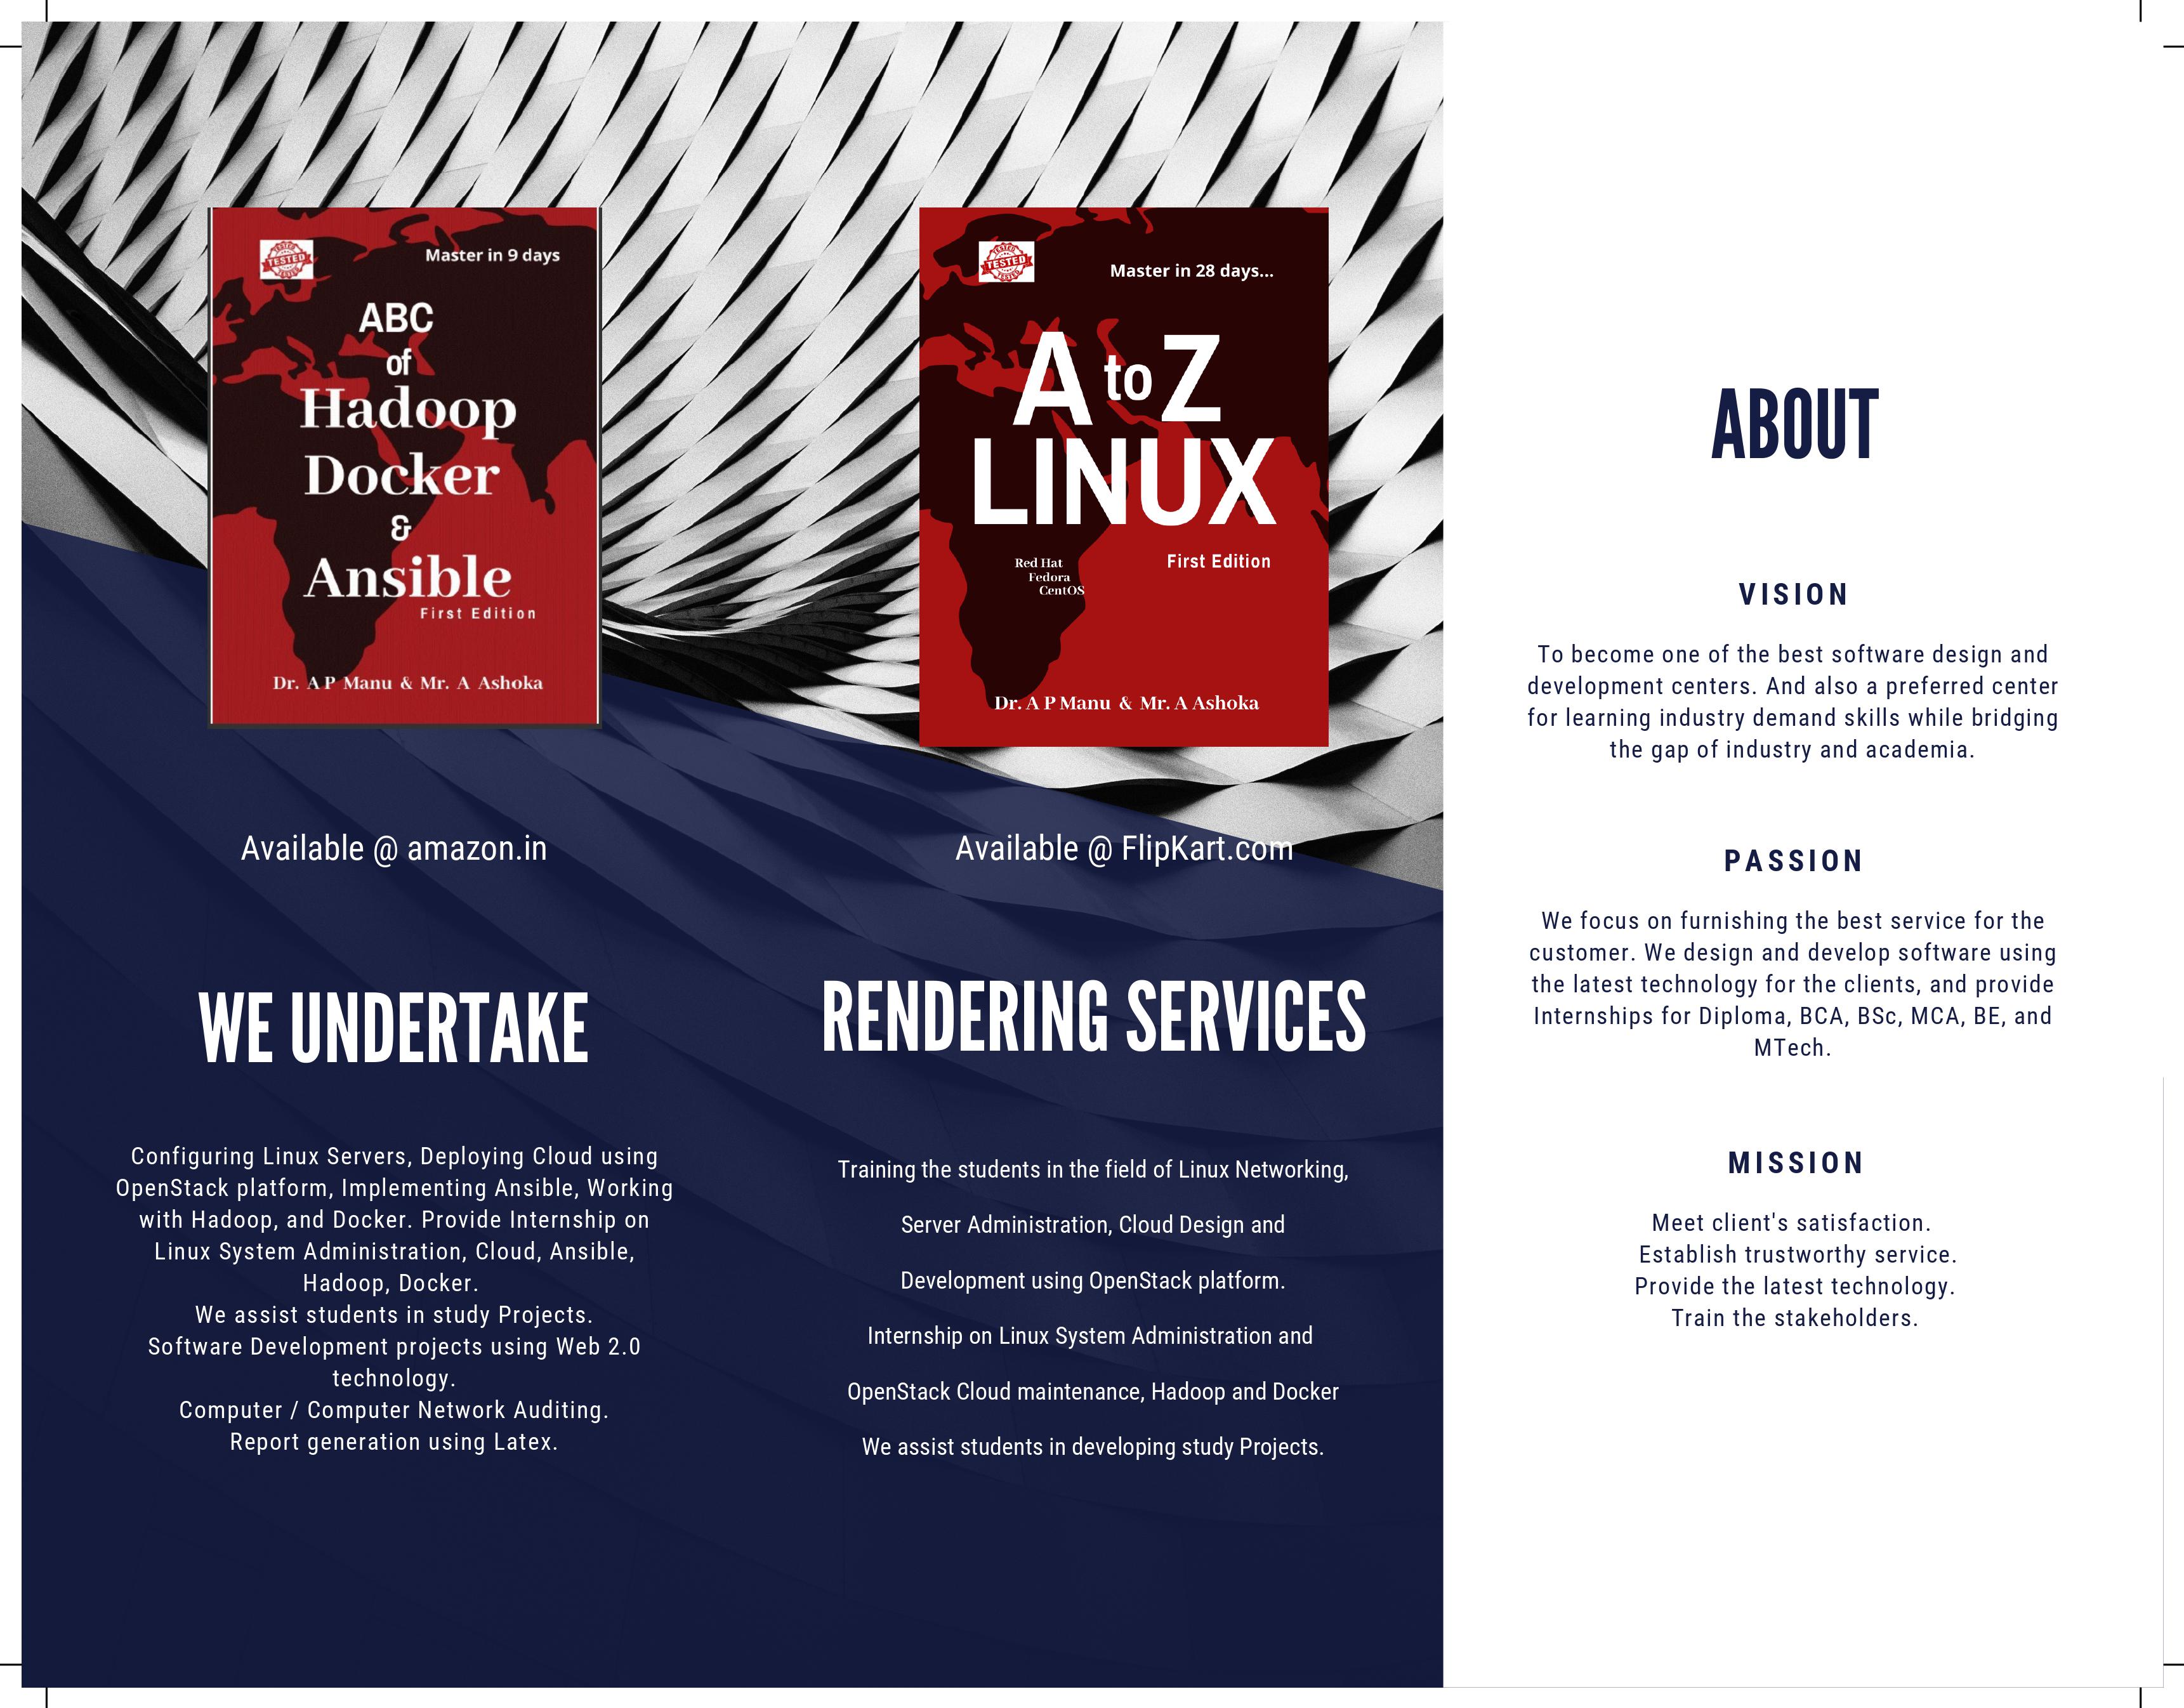 TESTED
Master in 9 days
ABC
of
Hadoop
Docker
&
Ansible
First Edition
Dr. A P Manu & Mr. A Ashoka
Available @ amazon.in
WE UNDERTAKE
Configuring Linux Servers, Deploying Cloud using
OpenStack platform, Implementing Ansible, Working
with Hadoop, and Docker. Provide Internship on
Linux System Administration, Cloud, Ansible,
Hadoop, Docker.
We assist students in study Projects.
Software Development projects using Web 2.0
technology.
Computer / Computer Network Auditing.
Report generation using Latex.
TESTED
Master in 28 days...
A to Z
LINUX
Red Hat
Fedora
CentOS
First Edition
Dr. A P Manu & Mr. A Ashoka
Available @ FlipKart.com
RENDERING SERVICES
Training the students in the field of Linux Networking,
Server Administration, Cloud Design and
Development using OpenStack platform.
Internship on Linux System Administration and
OpenStack Cloud maintenance, Hadoop and Docker
We assist students in developing study Projects.
ABOUT
VISION
To become one of the best software design and
development centers. And also a preferred center
for learning industry demand skills while bridging
the gap of industry and academia.
PASSION
We focus on furnishing the best service for the
customer. We design and develop software using
the latest technology for the clients, and provide
Internships for Diploma, BCA, BSc, MCA, BE, and
MTech.
MISSION
Meet client's satisfaction.
Establish trustworthy service.
Provide the latest technology.
Train the stakeholders.